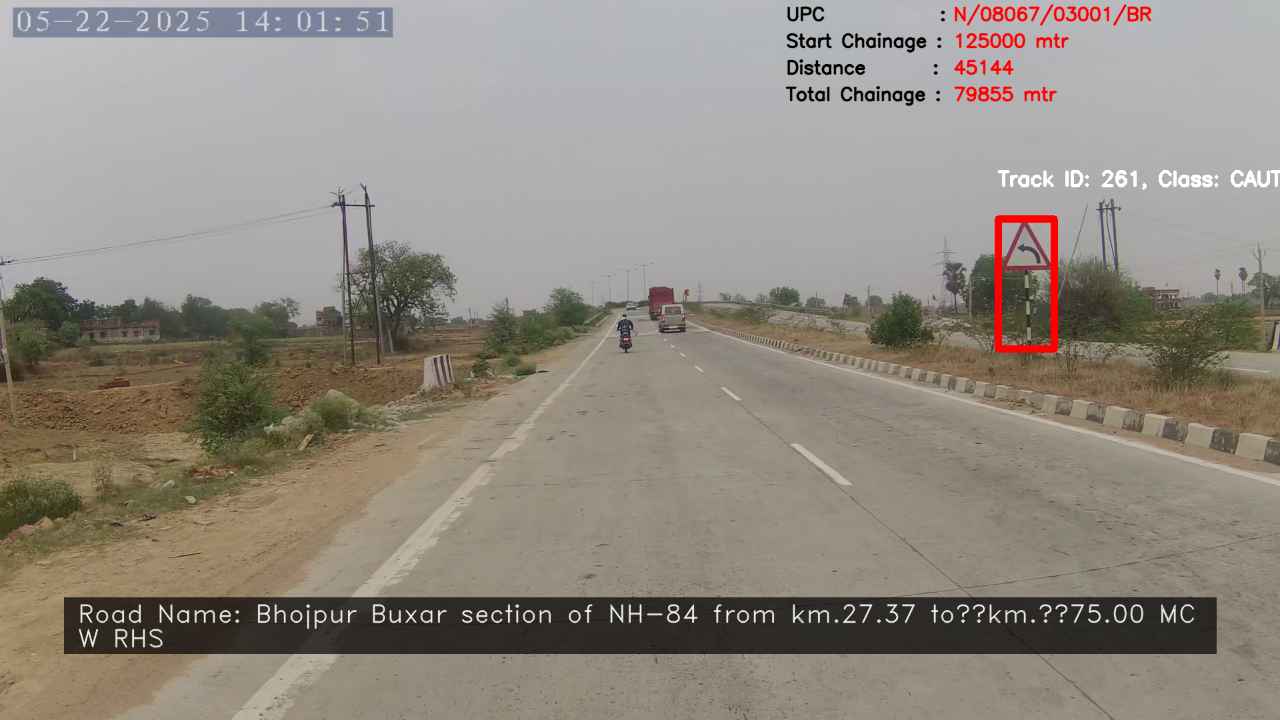 05-22-2025 14:01:51
UPC : N/08067/03001/BR
Start Chainage : 125000 mtr
Distance : 45144
Total Chainage : 79855 mtr
Track ID: 261, Class: CAUT
Road Name: Bhojpur Buxar section of NH-84 from km.27.37 to??km.??75.00 MC
W RHS